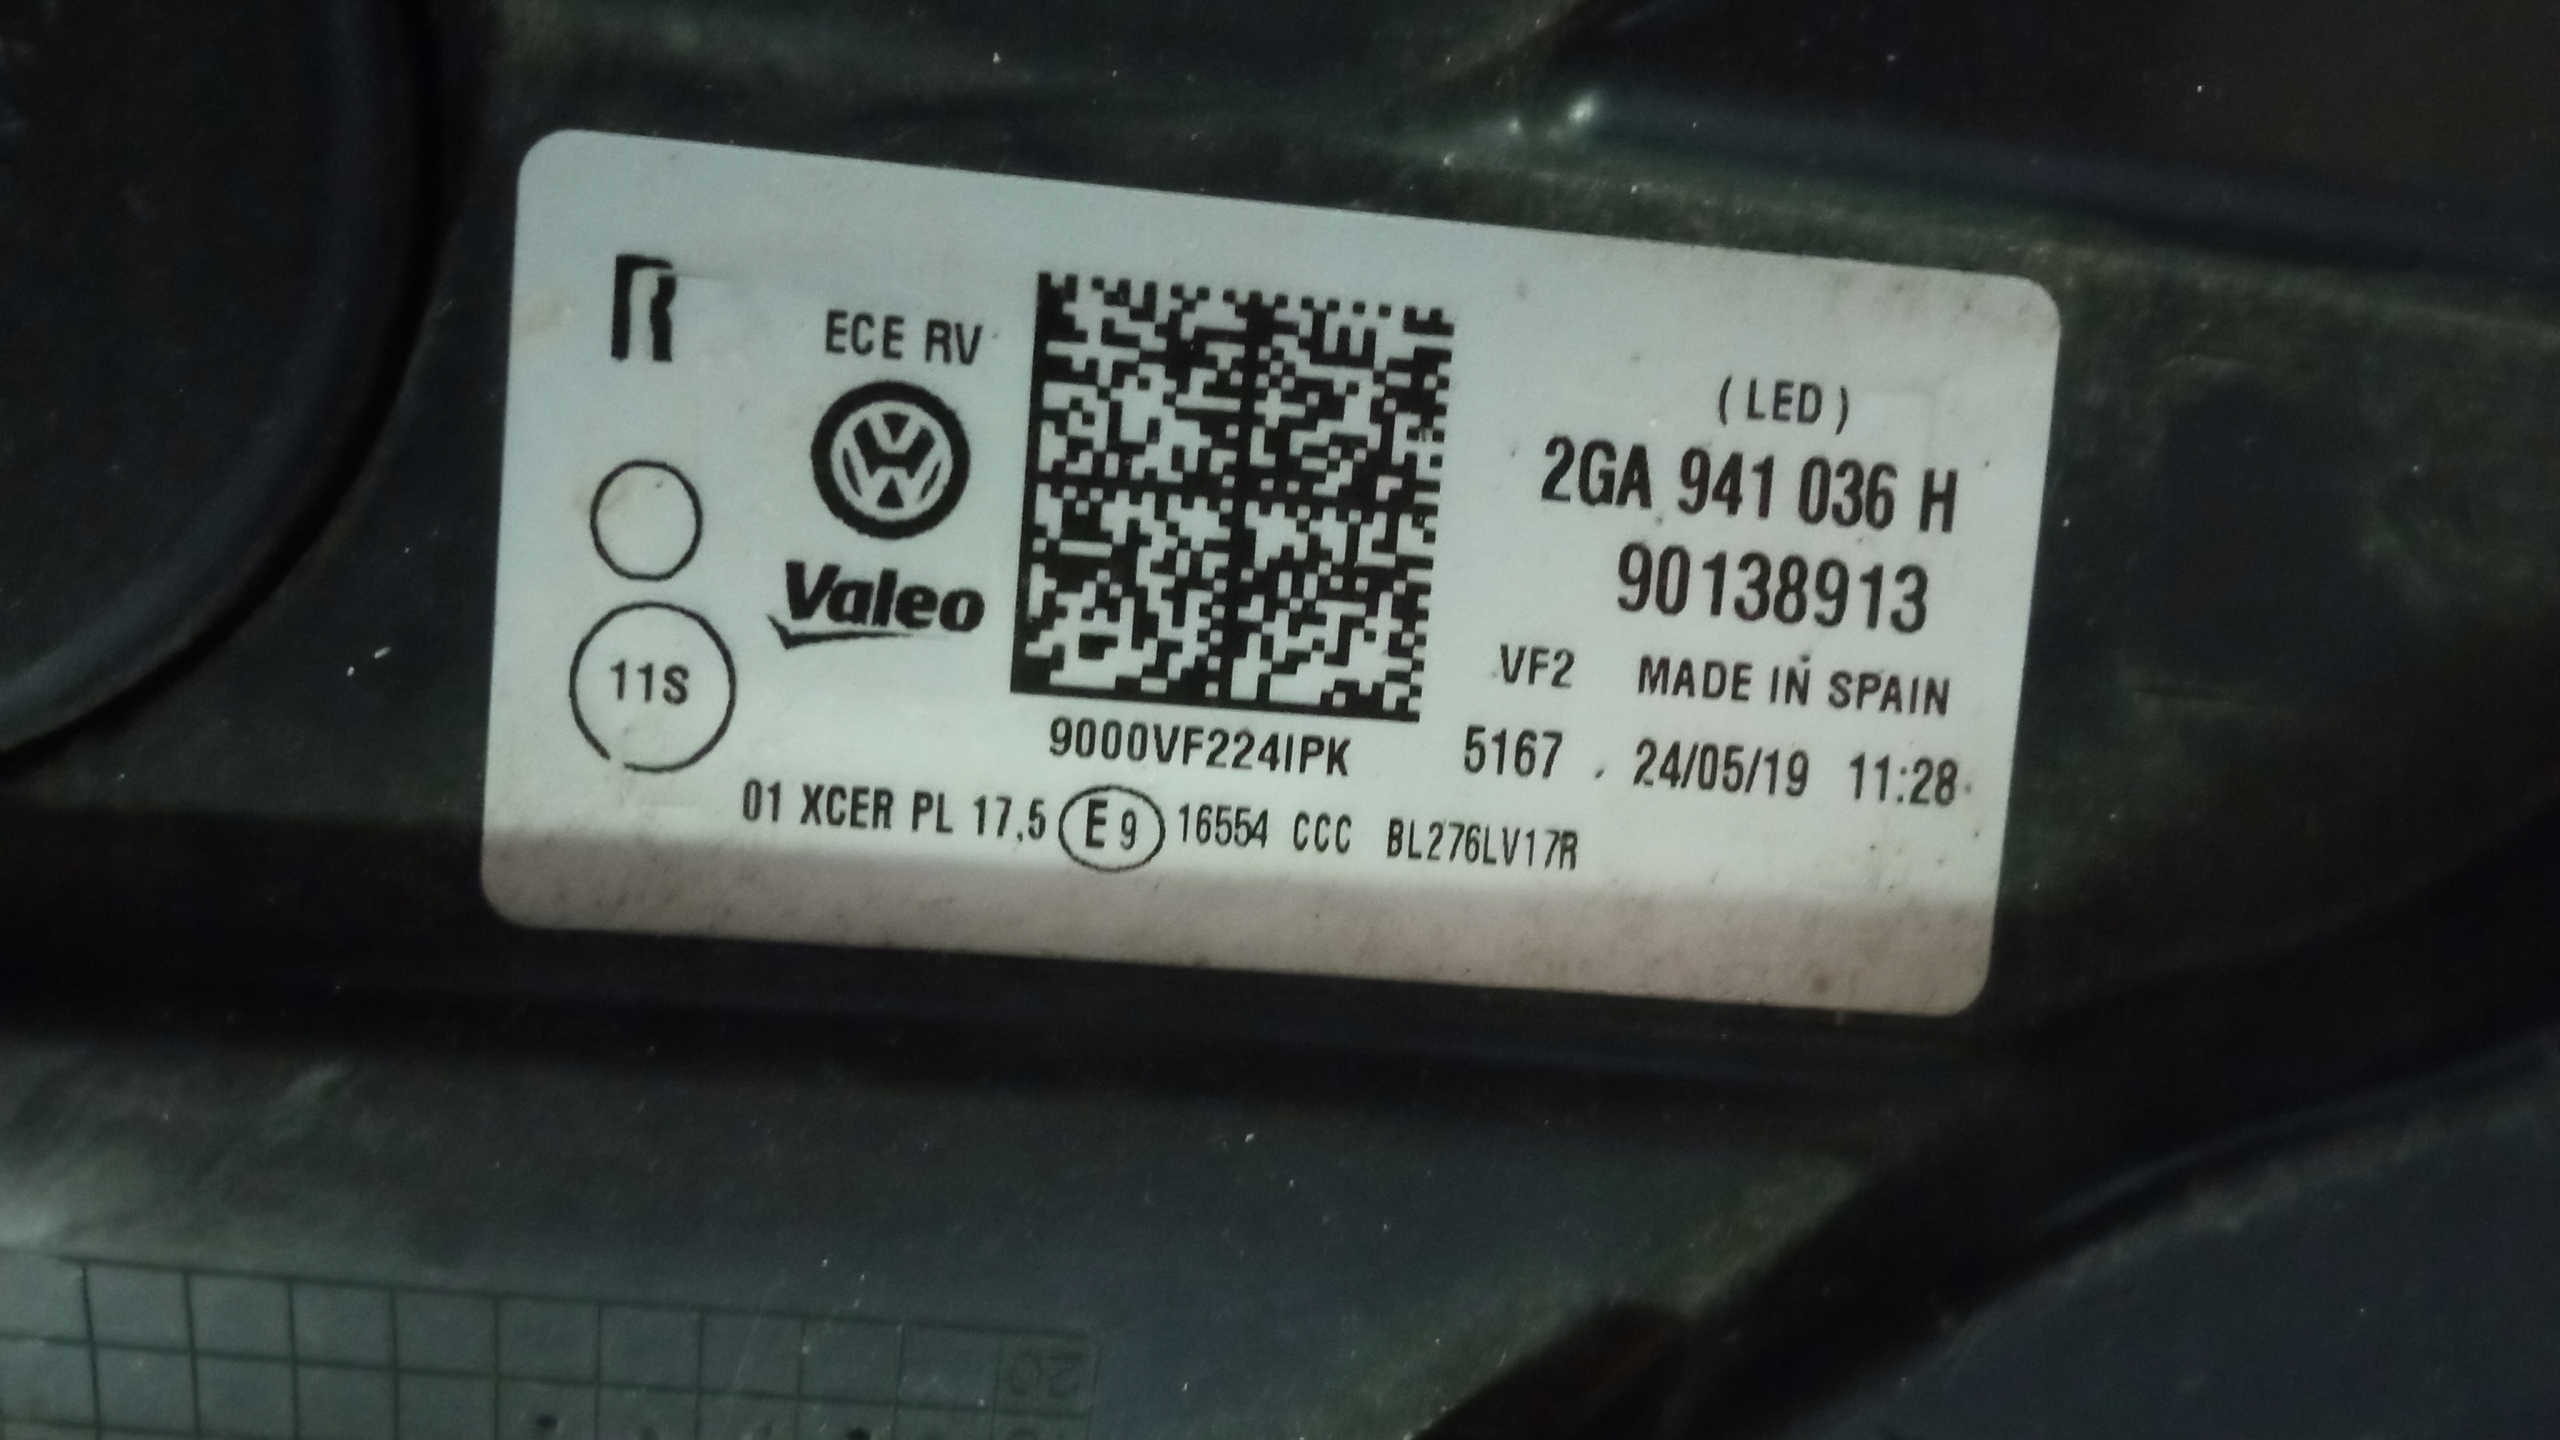 R
ECE RV
Valeo
11S
9000VF224IPK
(LED)
2GA 941 036 H
90138913
VF2 MADE IN SPAIN
5167 . 24/05/19 11:28
01 XCER PL 17,5 E9 16554 CCC BL276LV17R
20